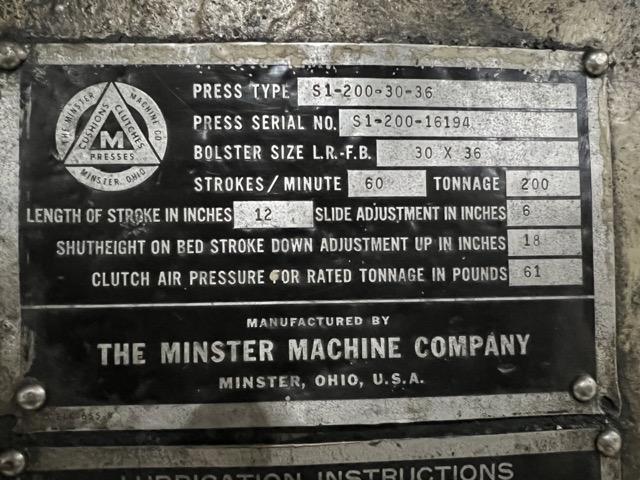 THE MINSTER MACHINE CO
CUSHIONS CLUTCHES
M
PRESSES
MINSTER, OHIO
PRESS TYPE S1-200-30-36
PRESS SERIAL NO. S1-200-16194
BOLSTER SIZE L.R.-F.B. 30 X 36
STROKES/MINUTE 60 TONNAGE 200
LENGTH OF STROKE IN INCHES 12 SLIDE ADJUSTMENT IN INCHES 6
SHUTHEIGHT ON BED STROKE DOWN ADJUSTMENT UP IN INCHES 18
CLUTCH AIR PRESSURE FOR RATED TONNAGE IN POUNDS 61
MANUFACTURED BY
THE MINSTER MACHINE COMPANY
MINSTER, OHIO, U.S.A.
LUBRICATION INSTRUCTIONS